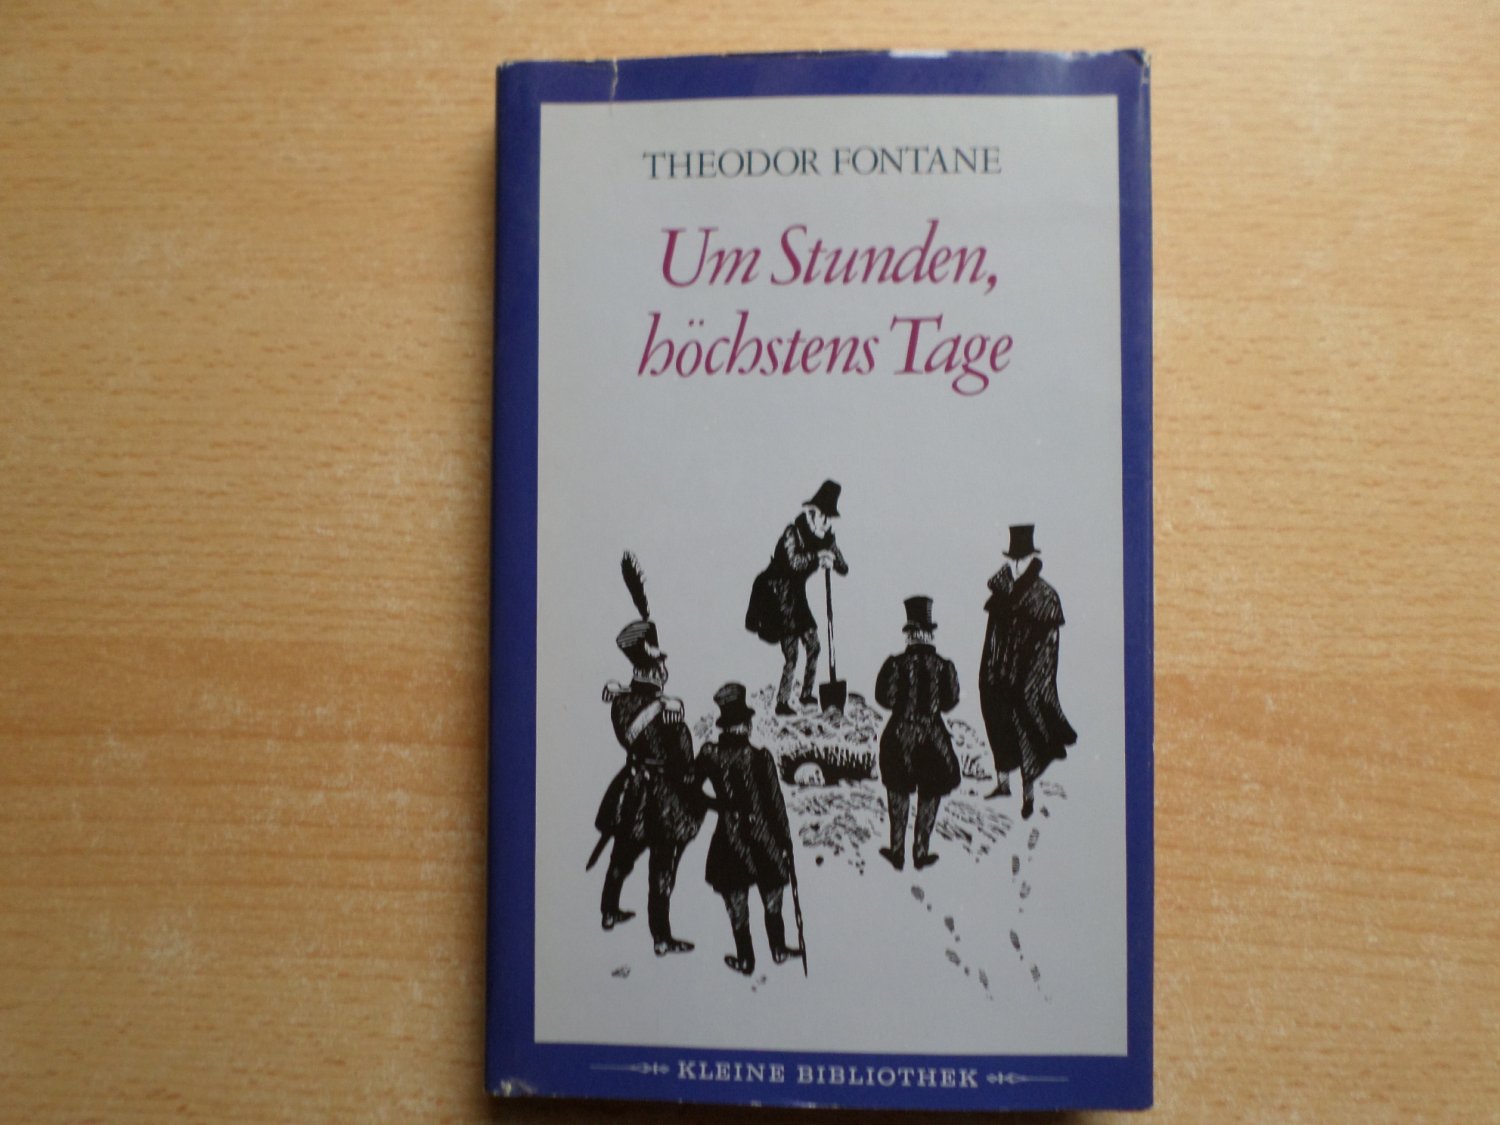 THEODOR FONTANE
Um Stunden,
höchstens Tage
KLEINE BIBLIOTHEK